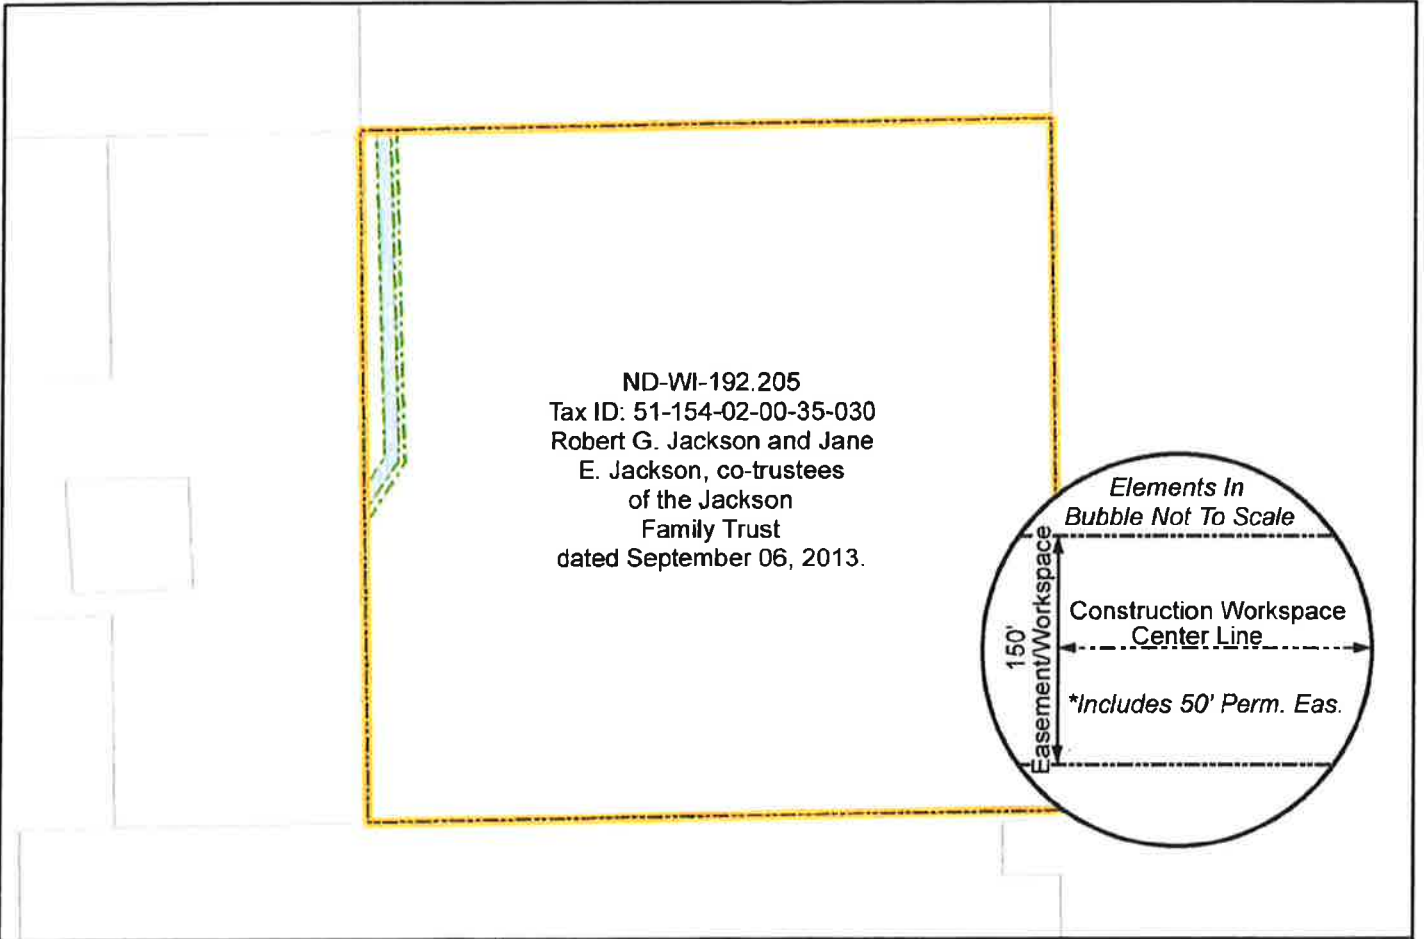 ND-WI-192.205
Tax ID: 51-154-02-00-35-030
Robert G. Jackson and Jane
E. Jackson, co-trustees
of the Jackson
Family Trust
dated September 06, 2013.
Elements In
Bubble Not To Scale
150'
Easement/Workspace
Construction Workspace
Center Line
*Includes 50' Perm. Eas.